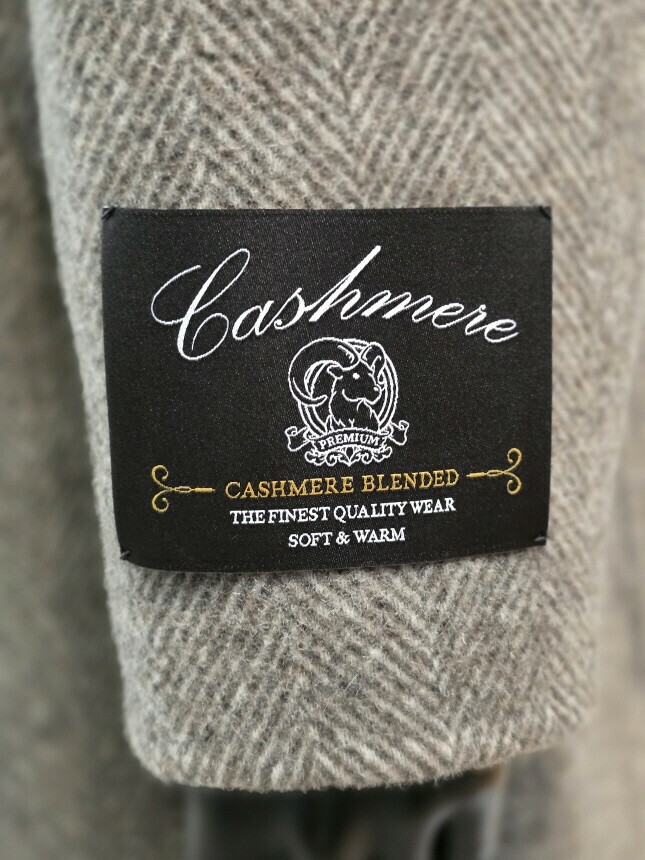 Cashmere
PREMIUM
CASHMERE BLENDED
THE FINEST QUALITY WEAR
SOFT & WARM